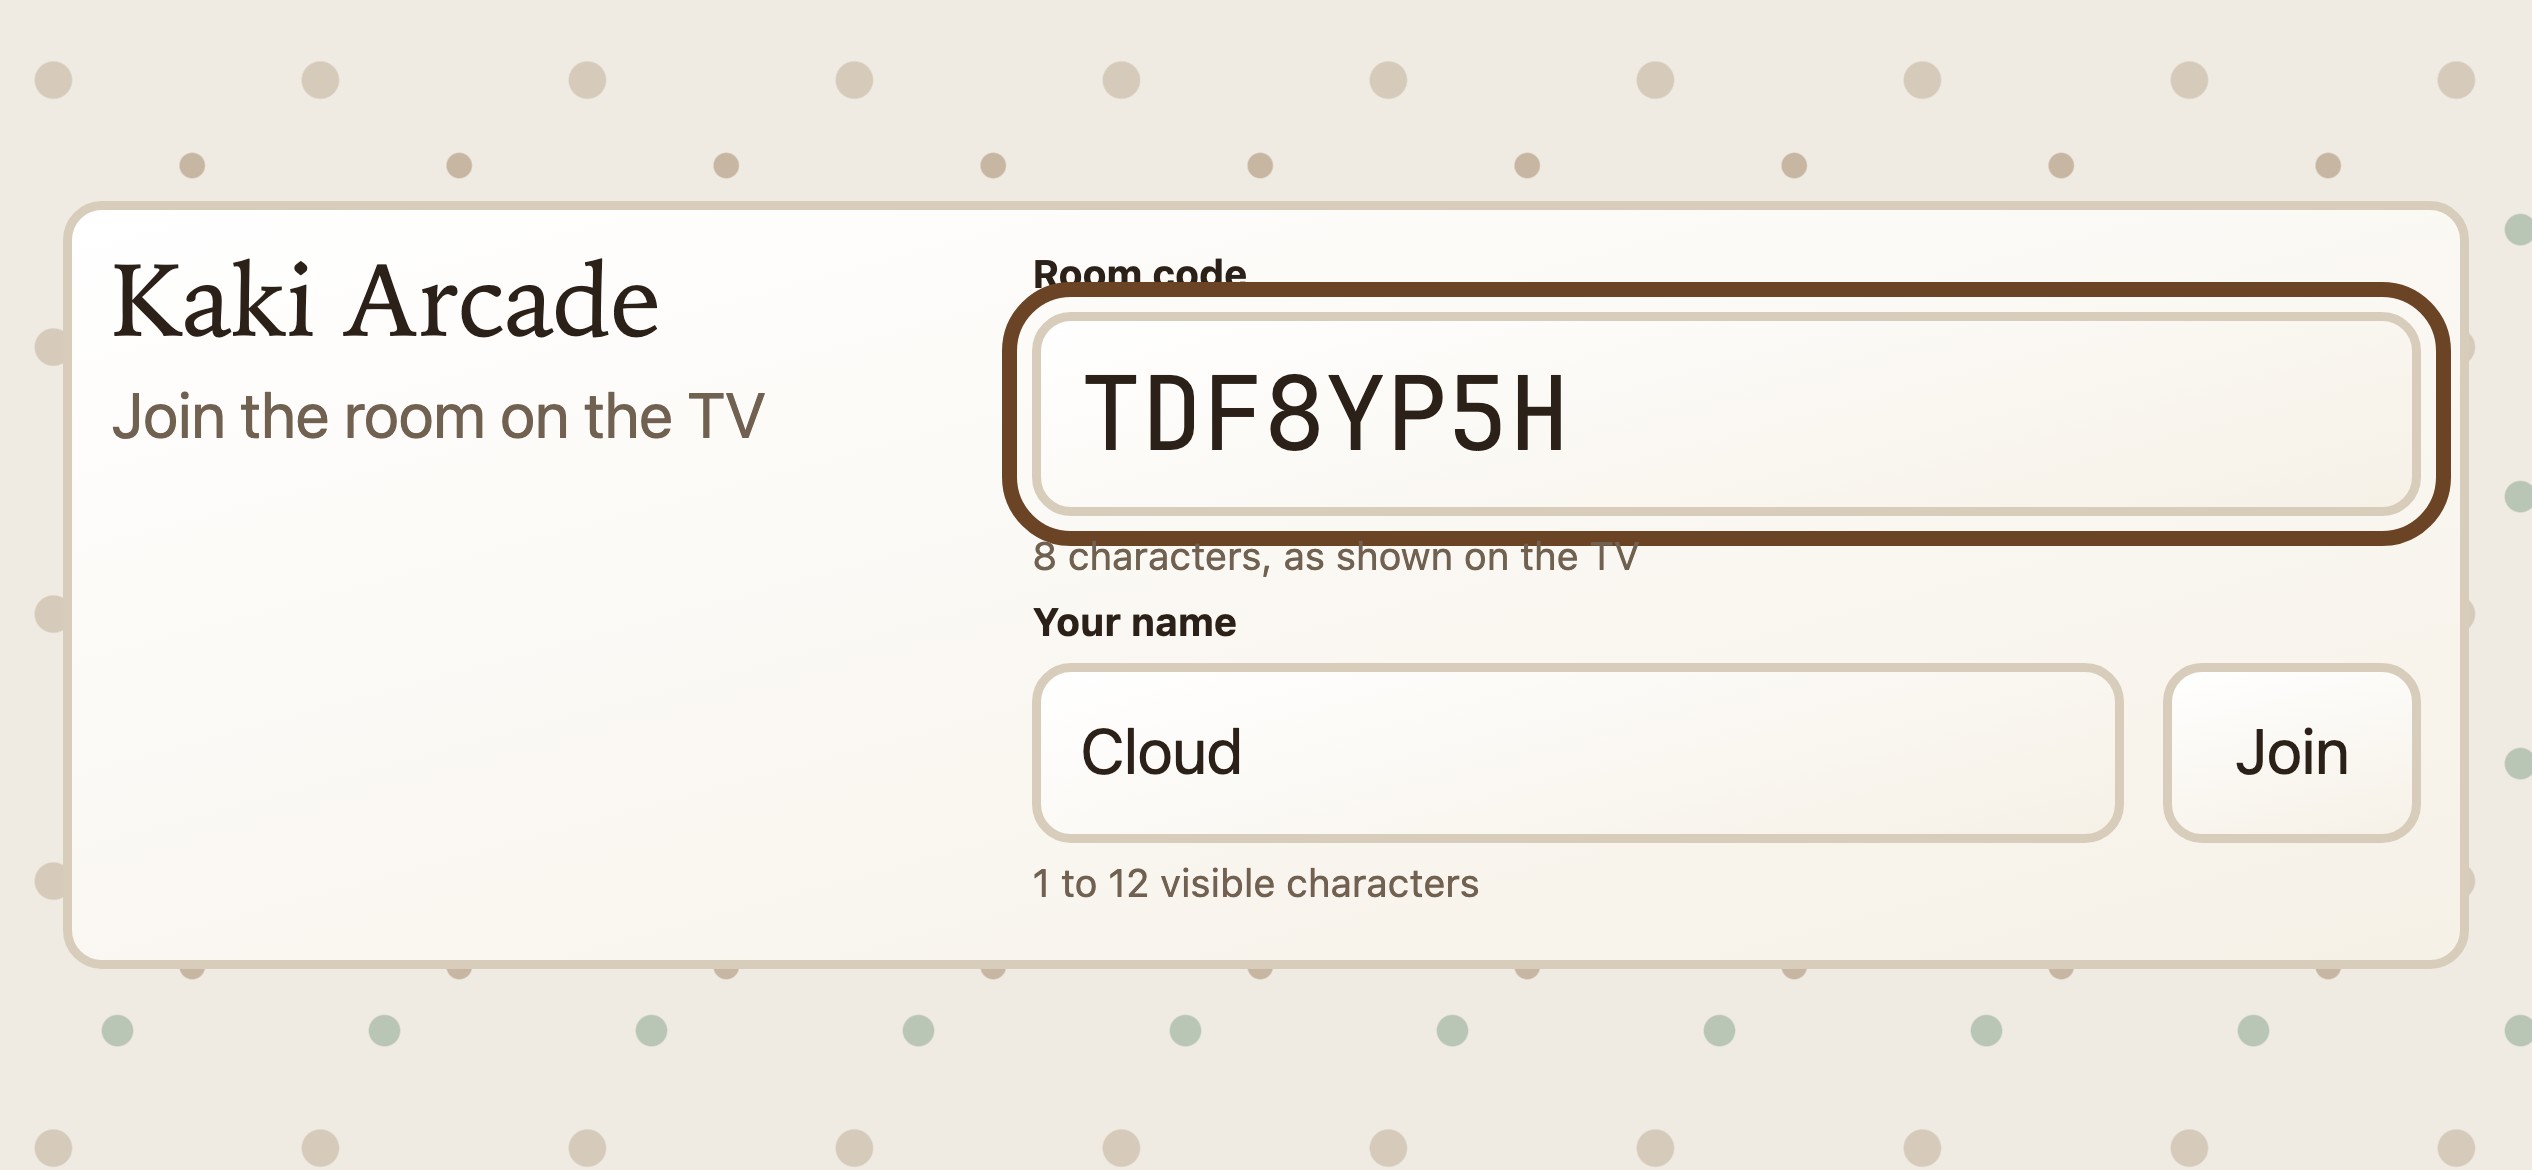 Kaki Arcade
Join the room on the TV
Room code
TDF8YP5H
8 characters, as shown on the TV
Your name
Cloud
Join
1 to 12 visible characters